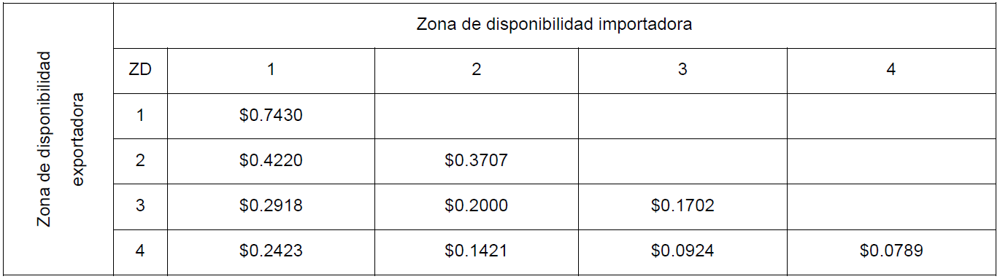 Zona de disponibilidad
exportadora
Zona de disponibilidad importadora
ZD 1 2 3 4
1 $0.7430
2 $0.4220 $0.3707
3 $0.2918 $0.2000 $0.1702
4 $0.2423 $0.1421 $0.0924 $0.0789